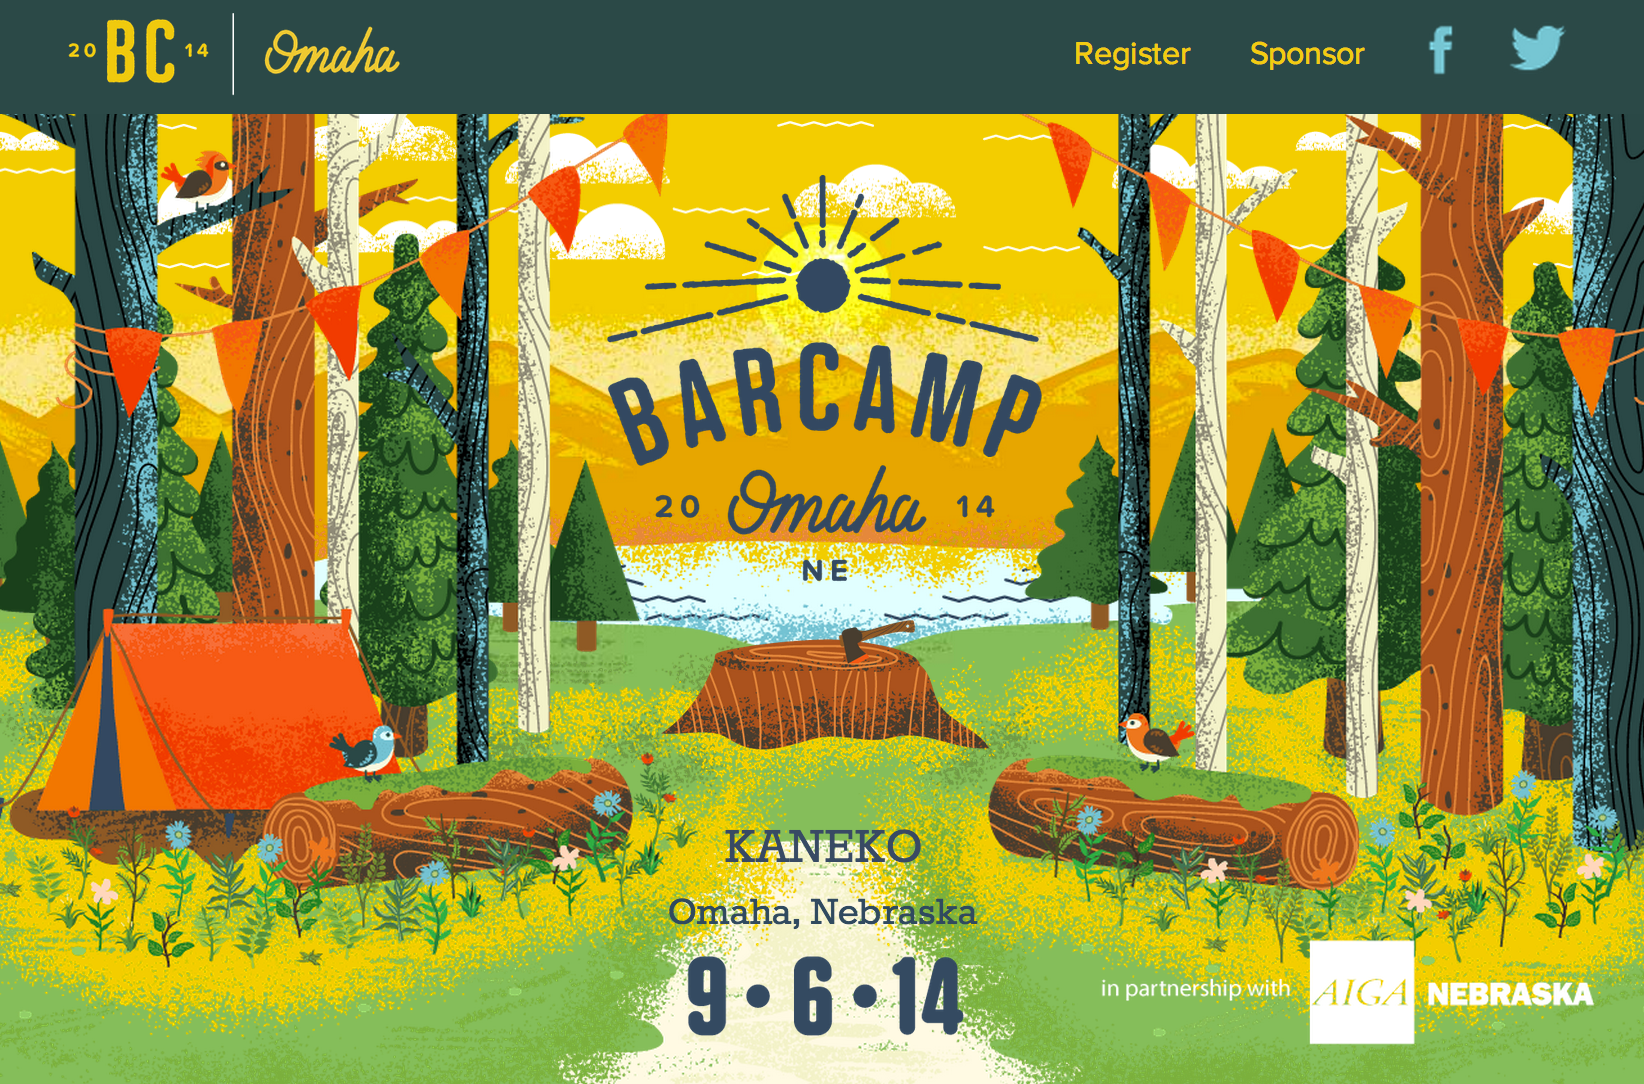 20 BC 14 Omaha
Register Sponsor
BARCAMP
20 Omaha 14
NE
KANEKO
Omaha, Nebraska
9 • 6 • 14
in partnership with AIGA NEBRASKA